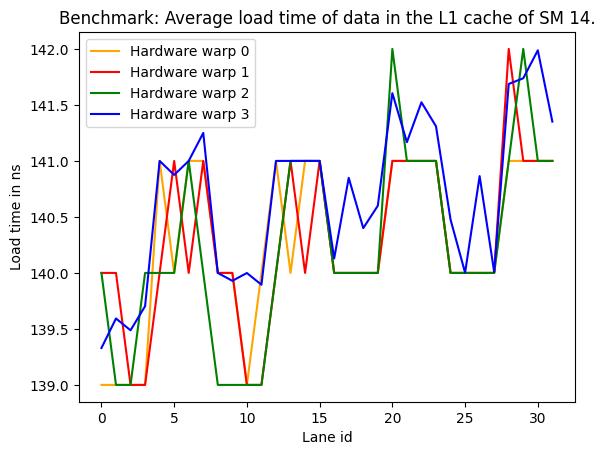 Benchmark: Average load time of data in the L1 cache of SM 14.
Hardware warp 0
Hardware warp 1
Hardware warp 2
Hardware warp 3
Load time in ns
142.0
141.5
141.0
140.5
140.0
139.5
139.0
0 5 10 15 20 25 30
Lane id